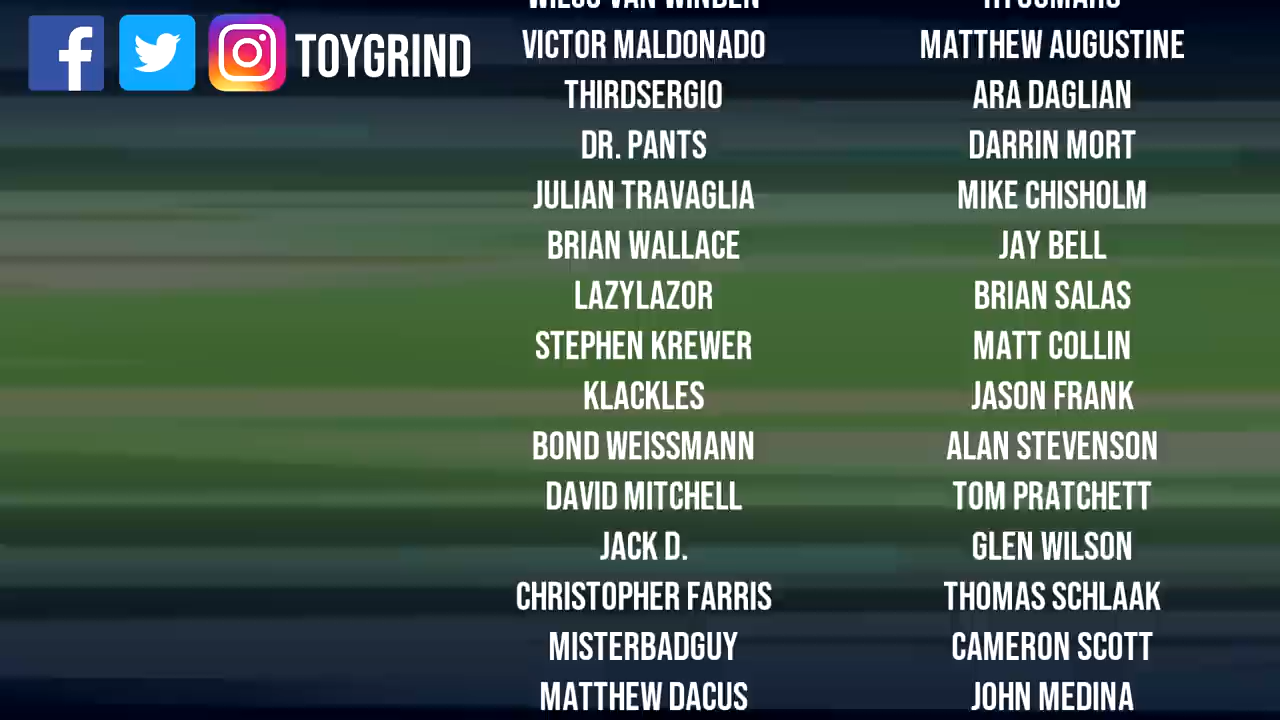 TOYGRIND
VICTOR MALDONADO
THIRDSERGIO
DR. PANTS
JULIAN TRAVAGLIA
BRIAN WALLACE
LAZYLAZOR
STEPHEN KREWER
KLACKLES
BOND WEISSMANN
DAVID MITCHELL
JACK D.
CHRISTOPHER FARRIS
MISTERBADGUY
MATTHEW DACUS
MATTHEW AUGUSTINE
ARA DAGLIAN
DARRIN MORT
MIKE CHISHOLM
JAY BELL
BRIAN SALAS
MATT COLLIN
JASON FRANK
ALAN STEVENSON
TOM PRATCHETT
GLEN WILSON
THOMAS SCHLAAK
CAMERON SCOTT
JOHN MEDINA